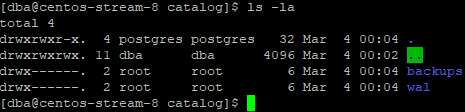 [dba@centos-stream-8 catalog]$ ls -la
total 4
drwxrwxr-x.  4 postgres postgres   32 Mar  4 00:04 .
drwxrwxrwx. 11 dba      dba      4096 Mar  4 00:02 ..
drwx------.  2 root     root        6 Mar  4 00:04 backups
drwx------.  2 root     root        6 Mar  4 00:04 wal
[dba@centos-stream-8 catalog]$